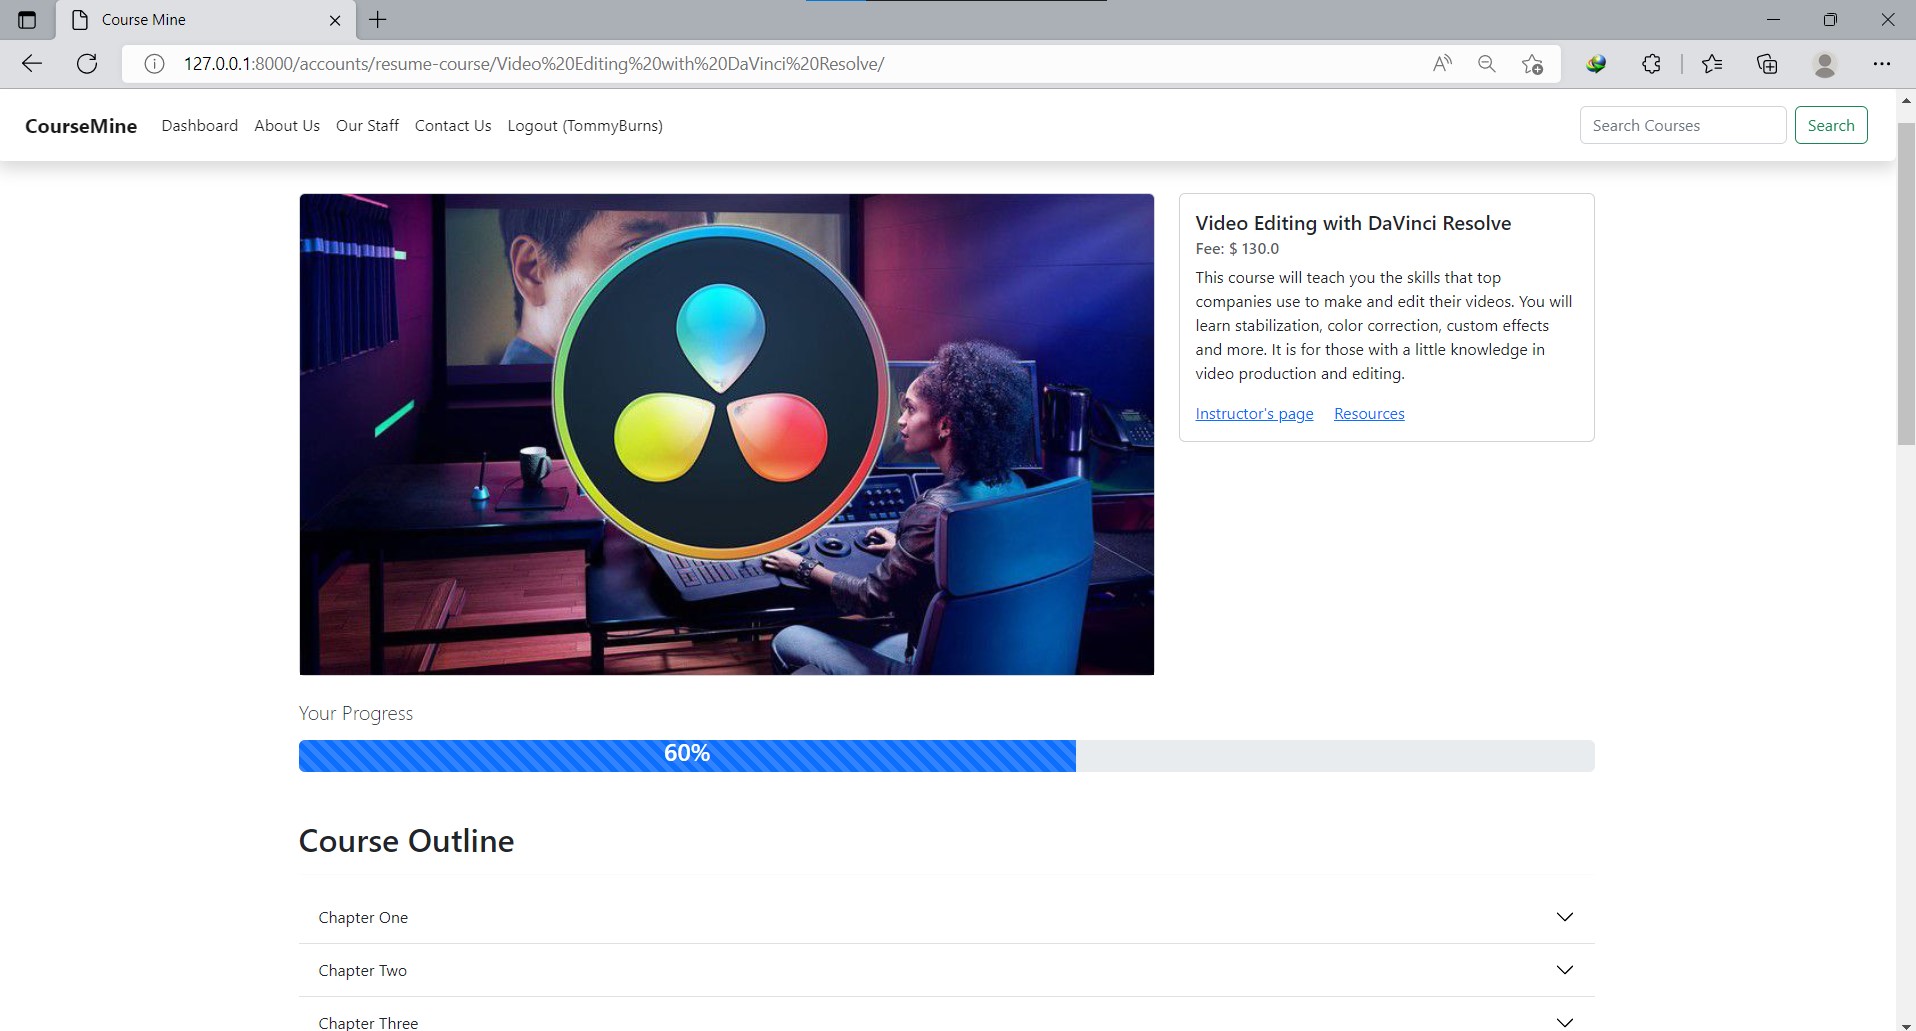 Course Mine
127.0.0.1:8000/accounts/resume-course/Video%20Editing%20with%20DaVinci%20Resolve/
CourseMine Dashboard About Us Our Staff Contact Us Logout (TommyBurns) Search Courses Search
Video Editing with DaVinci Resolve
Fee: $ 130.0
This course will teach you the skills that top
companies use to make and edit their videos. You will
learn stabilization, color correction, custom effects
and more. It is for those with a little knowledge in
video production and editing.
Instructor's page Resources
Your Progress
60%
Course Outline
Chapter One
Chapter Two
Chapter Three